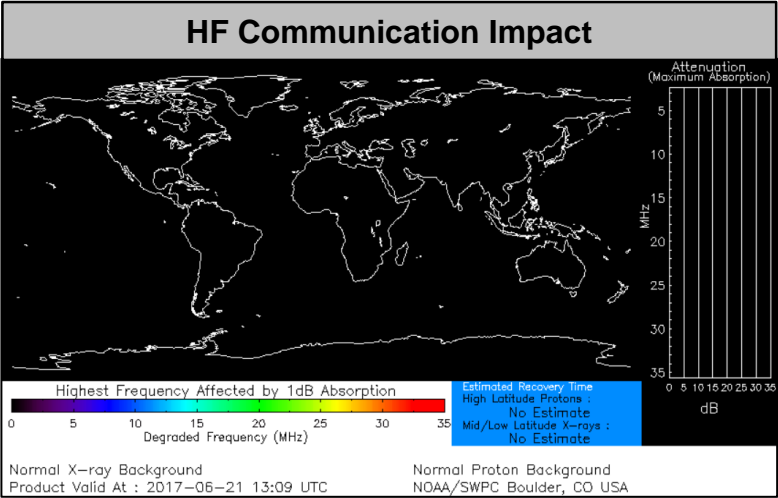 HF Communication Impact
Attenuation
(Maximum Absorption)
5
10
15
20
25
30
35
MHz
0 5 10 15 20 25 30 35
dB
Highest Frequency Affected by 1dB Absorption
0 5 10 15 20 25 30 35
Degraded Frequency (MHz)
Estimated Recovery Time
High Latitude Protons :
No Estimate
Mid/Low Latitude X-rays :
No Estimate
Normal X-ray Background
Product Valid At : 2017-06-21 13:09 UTC
Normal Proton Background
NOAA/SWPC Boulder, CO USA